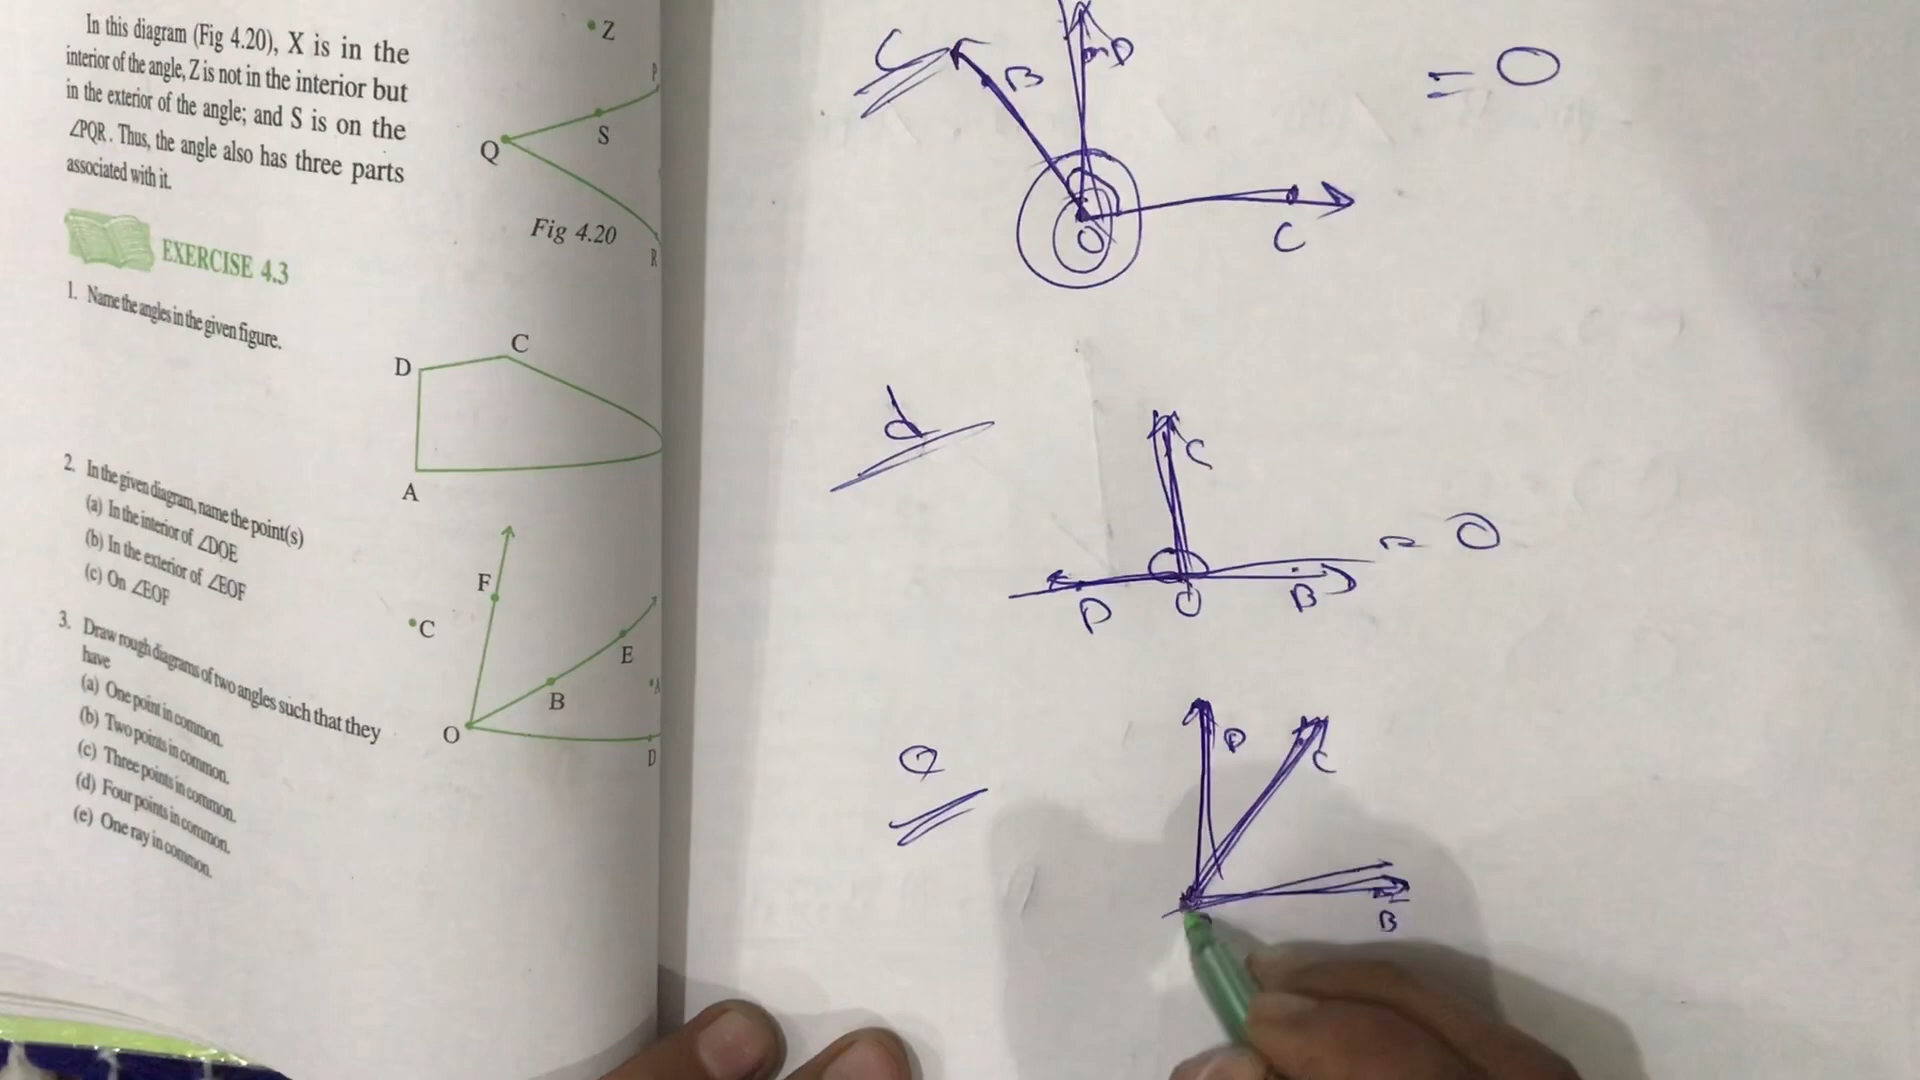 In this diagram (Fig 4.20), X is in the
interior of the angle, Z is not in the interior but
in the exterior of the angle; and S is on the
∠PQR. Thus, the angle also has three parts
associated with it.
Z
P
S
Q
R
Fig 4.20
EXERCISE 4.3
1. Name the angles in the given figure.
D
C
A
2. In the given diagram, name the point(s)
(a) In the interior of ∠DOE
(b) In the exterior of ∠EOF
(c) On ∠EOF
F
C
E
B
A
O
D
3. Draw rough diagrams of two angles such that they
have
(a) One point in common.
(b) Two points in common.
(c) Three points in common.
(d) Four points in common.
(e) One ray in common.
C
B
D
= O
O
C
d
C
= O
D
O
B
e
D
C
B